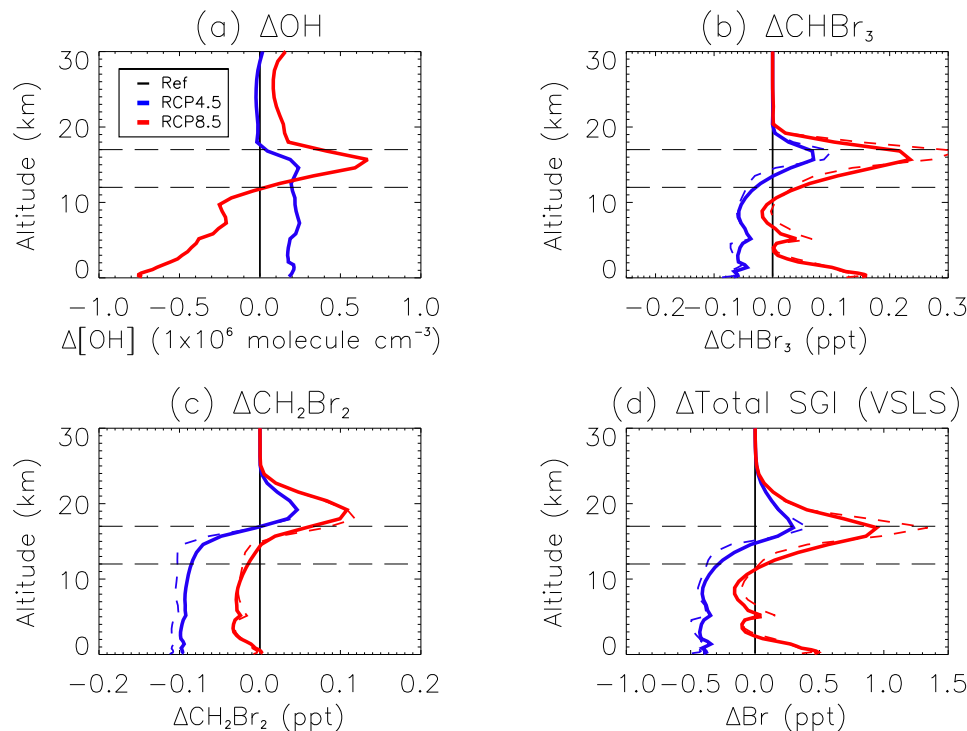 (a) ΔOH
30
20
10
0
Altitude (km)
Ref
RCP4.5
RCP8.5
−1.0 −0.5 0.0 0.5 1.0
Δ[OH] (1x10⁶ molecule cm⁻³)
(b) ΔCHBr₃
30
20
10
0
Altitude (km)
−0.2 −0.1 0.0 0.1 0.2 0.3
ΔCHBr₃ (ppt)
(c) ΔCH₂Br₂
30
20
10
0
Altitude (km)
−0.2 −0.1 0.0 0.1 0.2
ΔCH₂Br₂ (ppt)
(d) ΔTotal SGI (VSLS)
30
20
10
0
Altitude (km)
−1.0 −0.5 0.0 0.5 1.0 1.5
ΔBr (ppt)